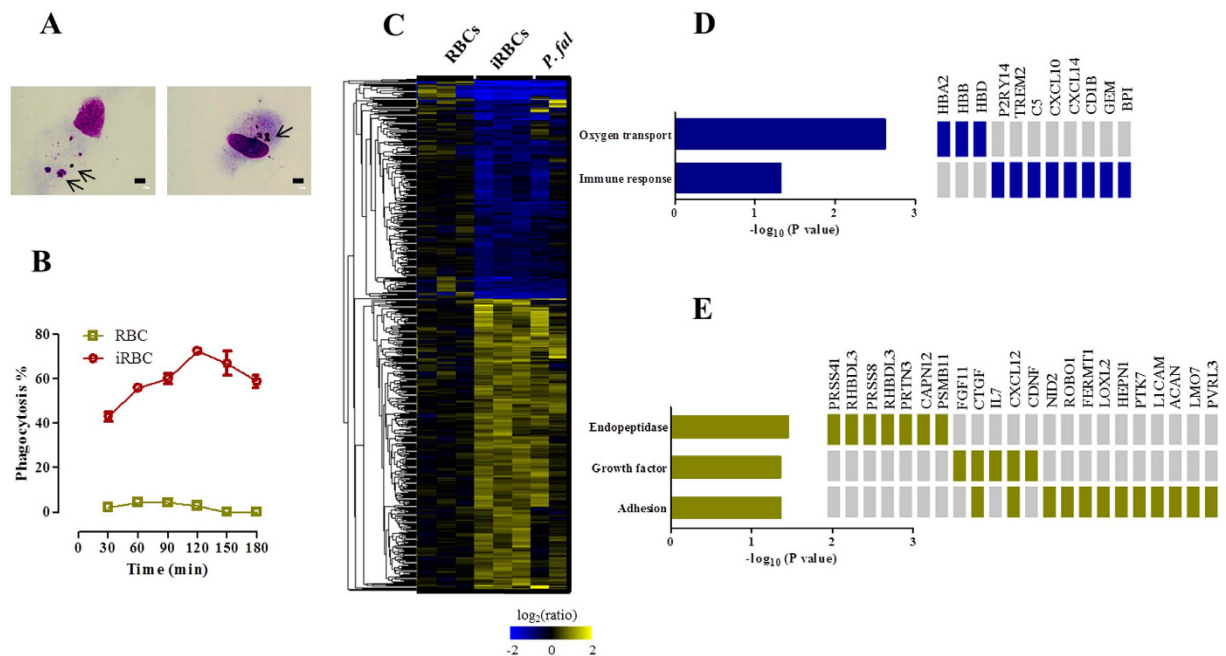 A
B
RBC
iRBC
Phagocytosis %
80
60
40
20
0
0 30 60 90 120 150 180
Time (min)
C
RBCs iRBCs P. fal
log2(ratio)
-2 0 2
D
HBA2 HBB HBD P2RY14 TREM2 C5 CXCL10 CXCL14 CD1B GEM BPI
Oxygen transport
Immune response
0 1 2 3
-log10 (P value)
E
PRSS41 RHBDL3 PRSS8 RHBDL3 PRTN3 CAPN12 PSMB11 FGF11 CTGF IL7 CXCL12 CDNF NID2 ROBO1 FERMT1 LOXL2 HEPN1 PTK7 L1CAM ACAN LMO7 PVRL3
Endopeptidase
Growth factor
Adhesion
0 1 2 3
-log10 (P value)